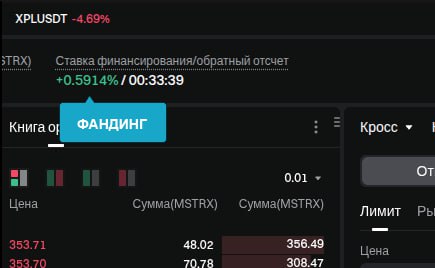 XPLUSDT -4.69%
STRX) Ставка финансирования/обратный отсчет
+0.5914% / 00:33:39
ФАНДИНГ
Книга ор
Кросс
От
0.01
Лимит Ры
Цена Сумма(MSTRX) Сумма(MSTRX)
Цена
353.71 48.02 356.49
353.70 70.78 308.47